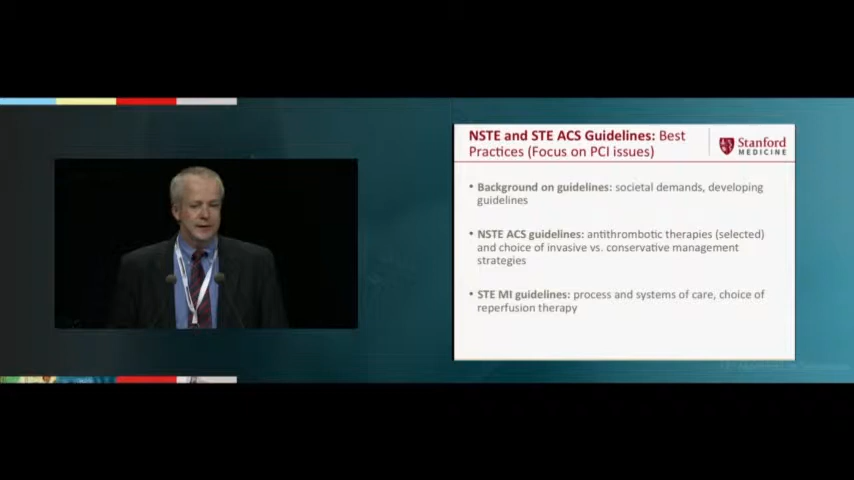 NSTE and STE ACS Guidelines: Best
Practices (Focus on PCI issues)
Stanford
MEDICINE
• Background on guidelines: societal demands, developing
guidelines
• NSTE ACS guidelines: antithrombotic therapies (selected)
and choice of invasive vs. conservative management
strategies
• STE MI guidelines: process and systems of care, choice of
reperfusion therapy